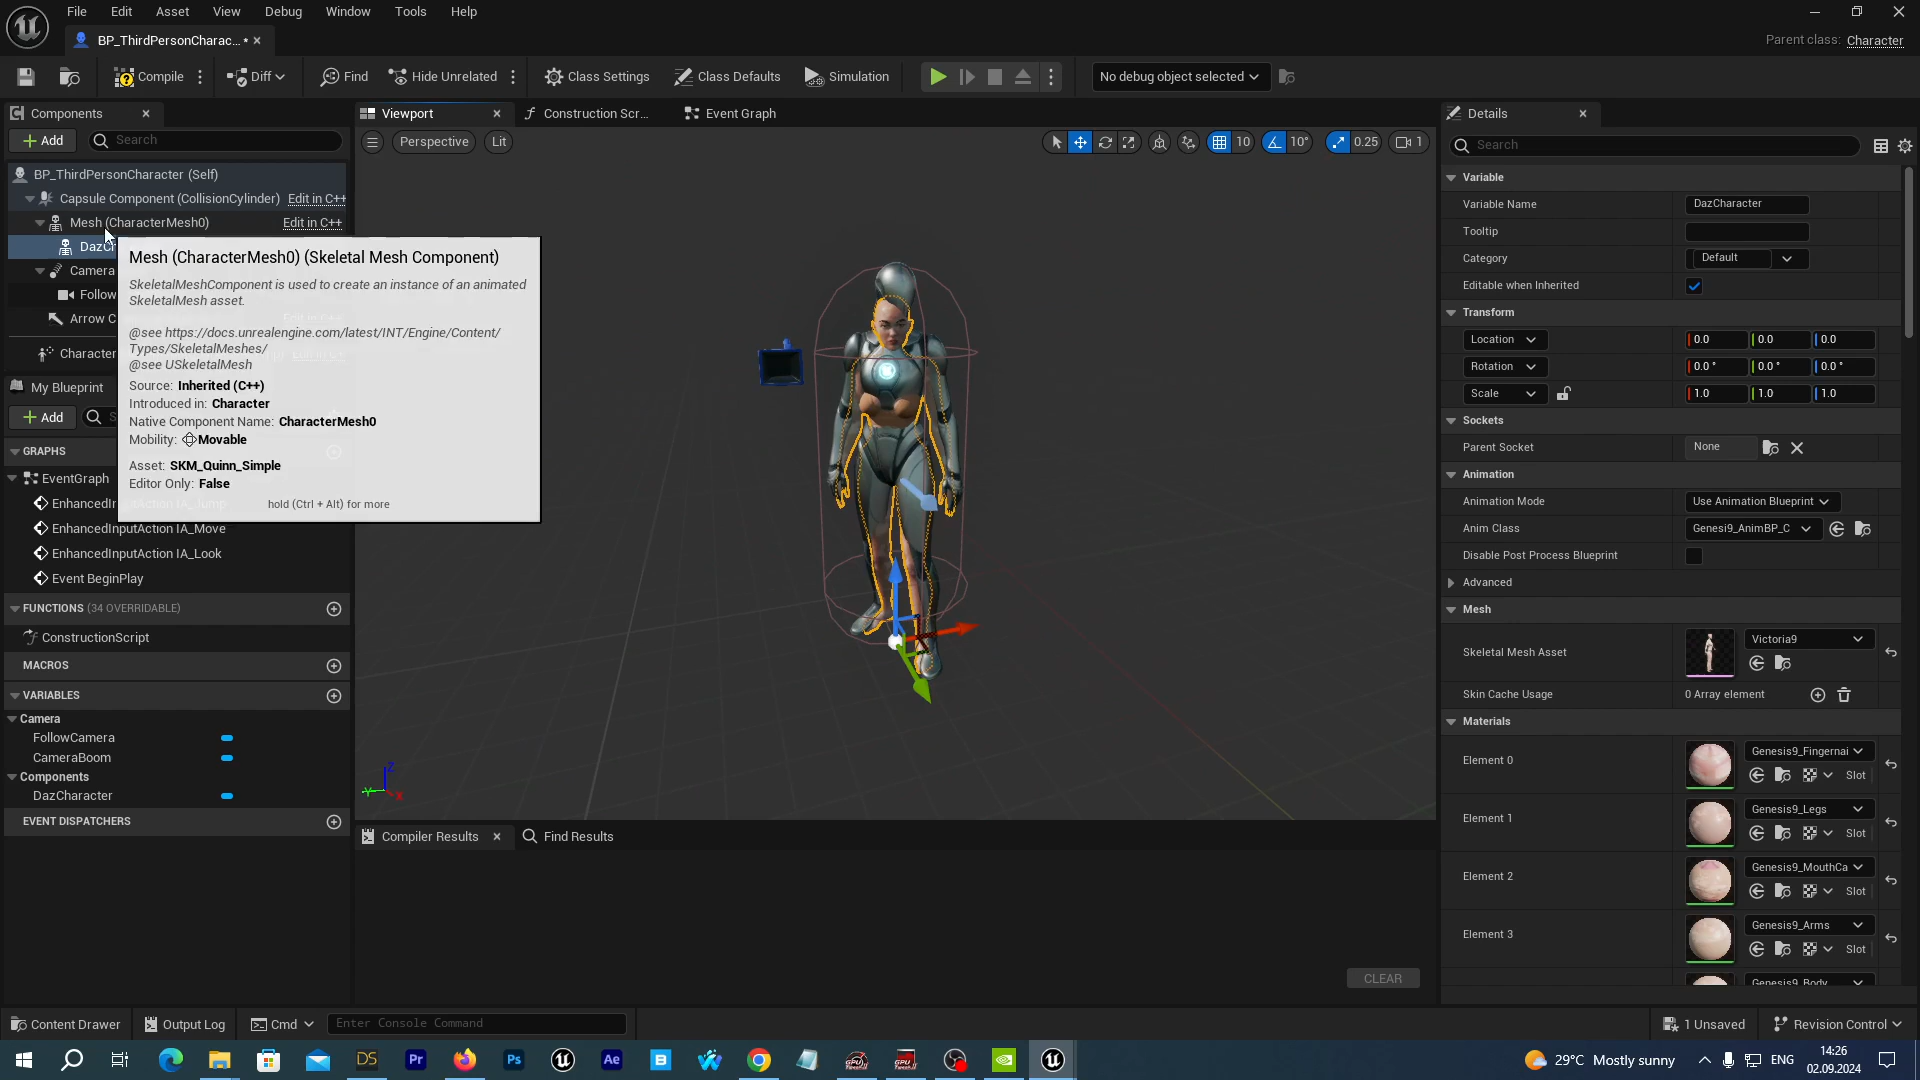 File Edit Asset View Debug Window Tools Help
BP_ThirdPersonCharac... •
Parent class: Character
Compile Diff Find Hide Unrelated Class Settings Class Defaults Simulation No debug object selected
Components
Viewport
Construction Scr...
Event Graph
Details
Add
Search
Perspective
Lit
10
10°
0.25
1
Search
BP_ThirdPersonCharacter (Self)
Capsule Component (CollisionCylinder) Edit in C++
Mesh (CharacterMesh0) Edit in C++
DazCh
Camera
Follow
Arrow C
Character
Mesh (CharacterMesh0) (Skeletal Mesh Component)
SkeletalMeshComponent is used to create an instance of an animated
SkeletalMesh asset.
@see https://docs.unrealengine.com/latest/INT/Engine/Content/
Types/SkeletalMeshes/
@see USkeletalMesh
Source: Inherited (C++)
Introduced in: Character
Native Component Name: CharacterMesh0
Mobility: Movable
Asset: SKM_Quinn_Simple
Editor Only: False
hold (Ctrl + Alt) for more
My Blueprint
Add
GRAPHS
EventGraph
EnhancedInputAction IA_Jump
EnhancedInputAction IA_Move
EnhancedInputAction IA_Look
Event BeginPlay
FUNCTIONS (34 OVERRIDABLE)
ConstructionScript
MACROS
VARIABLES
Camera
FollowCamera
CameraBoom
Components
DazCharacter
EVENT DISPATCHERS
Z
Y
X
Compiler Results
Find Results
CLEAR
Variable
Variable Name DazCharacter
Tooltip
Category Default
Editable when Inherited
Transform
Location 0.0 0.0 0.0
Rotation 0.0 ° 0.0 ° 0.0 °
Scale 1.0 1.0 1.0
Sockets
Parent Socket None
Animation
Animation Mode Use Animation Blueprint
Anim Class Genesi9_AnimBP_C
Disable Post Process Blueprint
Advanced
Mesh
Skeletal Mesh Asset Victoria9
Skin Cache Usage 0 Array element
Materials
Element 0 Genesis9_Fingernai
Slot
Element 1 Genesis9_Legs
Slot
Element 2 Genesis9_MouthCa
Slot
Element 3 Genesis9_Arms
Slot
Genesis9_Body
Content Drawer Output Log Cmd Enter Console Command 1 Unsaved Revision Control
DS Pr Ps Ae 29°C Mostly sunny ENG 14:26
02.09.2024